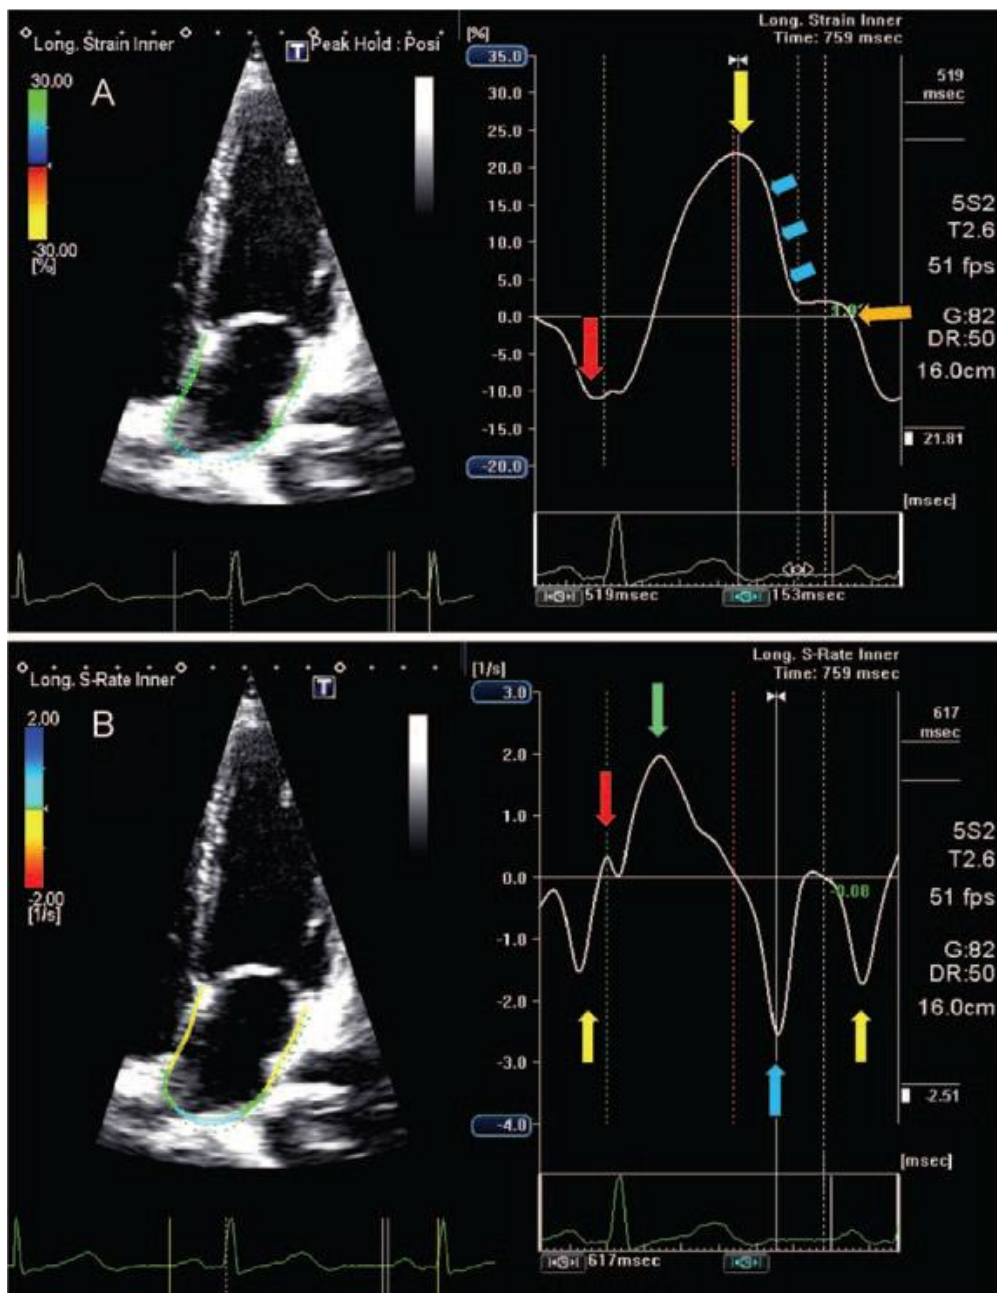 Long. Strain Inner
T Peak Hold : Posi
30.00
A
-30.00
[%]
[%]
Long. Strain Inner
Time: 759 msec
35.0
30.0
25.0
20.0
15.0
10.0
5.0
0.0
-5.0
-10.0
-15.0
-20.0
519
msec
5S2
T2.6
51 fps
G:82
DR:50
16.0cm
21.81
[msec]
519msec
153msec
Long. S-Rate Inner
T
2.00
B
-2.00
[1/s]
[1/s]
Long. S-Rate Inner
Time: 759 msec
3.0
2.0
1.0
0.0
-1.0
-2.0
-3.0
-4.0
-0.08
617
msec
5S2
T2.6
51 fps
G:82
DR:50
16.0cm
-2.51
[msec]
617msec